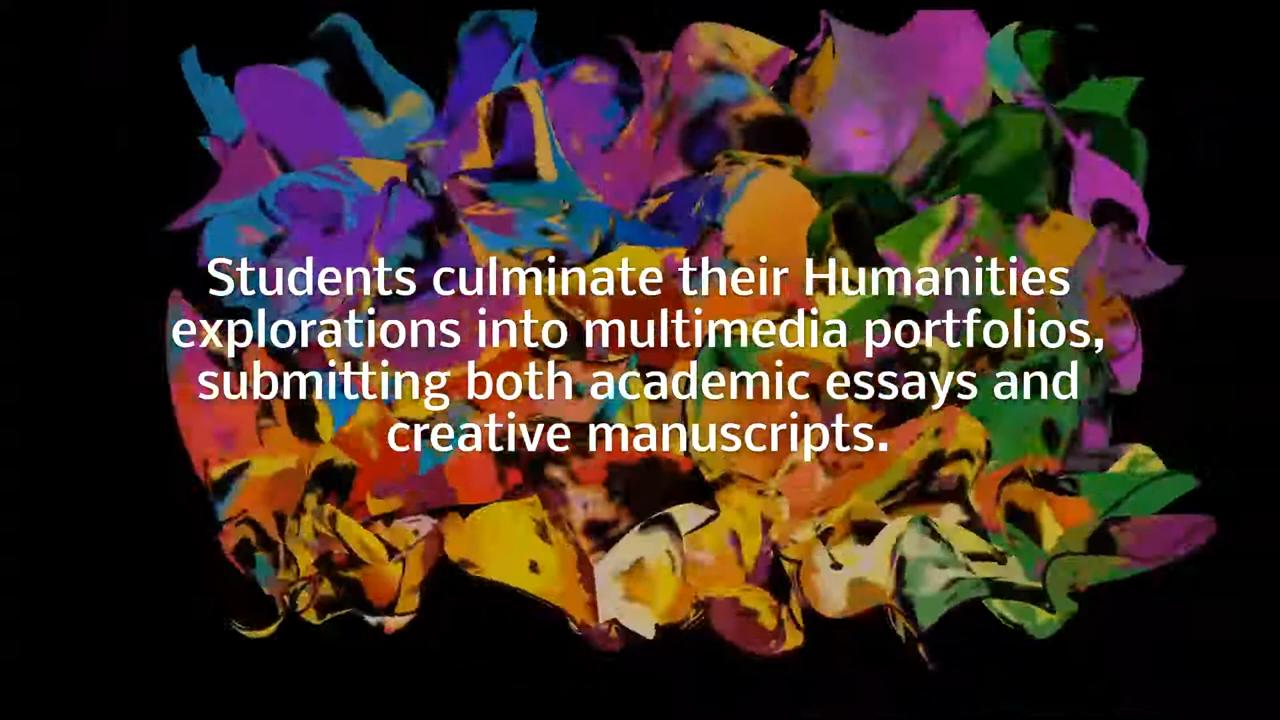 Students culminate their Humanities
explorations into multimedia portfolios,
submitting both academic essays and
creative manuscripts.